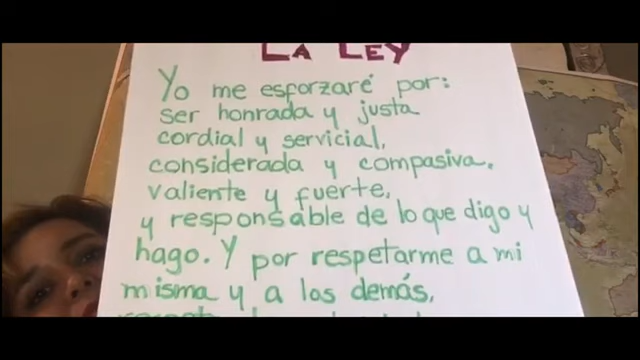 LA LEY
Yo me esforzaré por:
ser honrada y justa
cordial y servicial,
considerada y compasiva.
valiente y fuerte,
y responsable de lo que digo y
hago. Y por respetarme a mi
misma y a los demás,